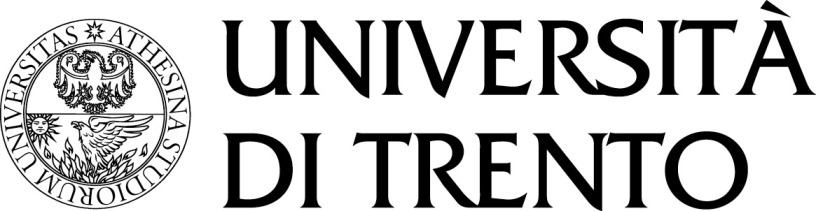 UNIVERSITÀ
DI TRENTO
ATHESINA STUDIORUM UNIVERSITAS